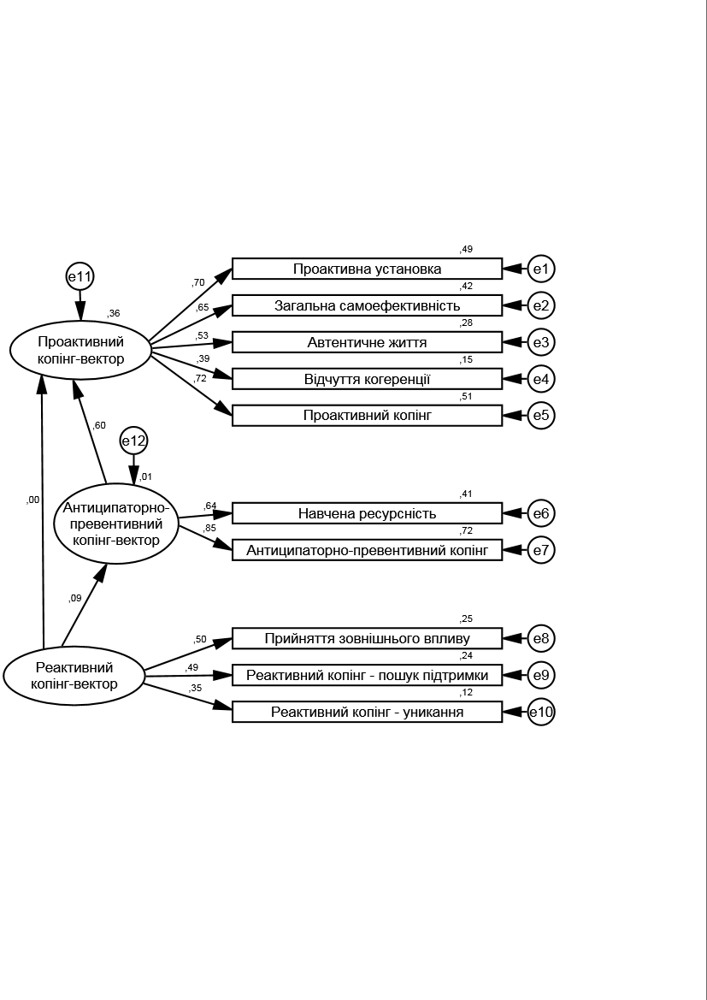 ,49
Проактивна установка
e1
e11
,70
,42
,36
,65
Загальна самоефективність
e2
,28
Проактивний
копінг-вектор
,53
Автентичне життя
e3
,39
,15
,72
Відчуття когеренції
e4
,51
Проактивний копінг
e5
,60
e12
,01
,00
Антиципаторно-
превентивний
копінг-вектор
,41
,64
Навчена ресурсність
e6
,85
,72
Антиципаторно-превентивний копінг
e7
,09
,25
,50
Прийняття зовнішнього впливу
e8
Реактивний
копінг-вектор
,24
,49
Реактивний копінг - пошук підтримки
e9
,35
,12
Реактивний копінг - уникання
e10